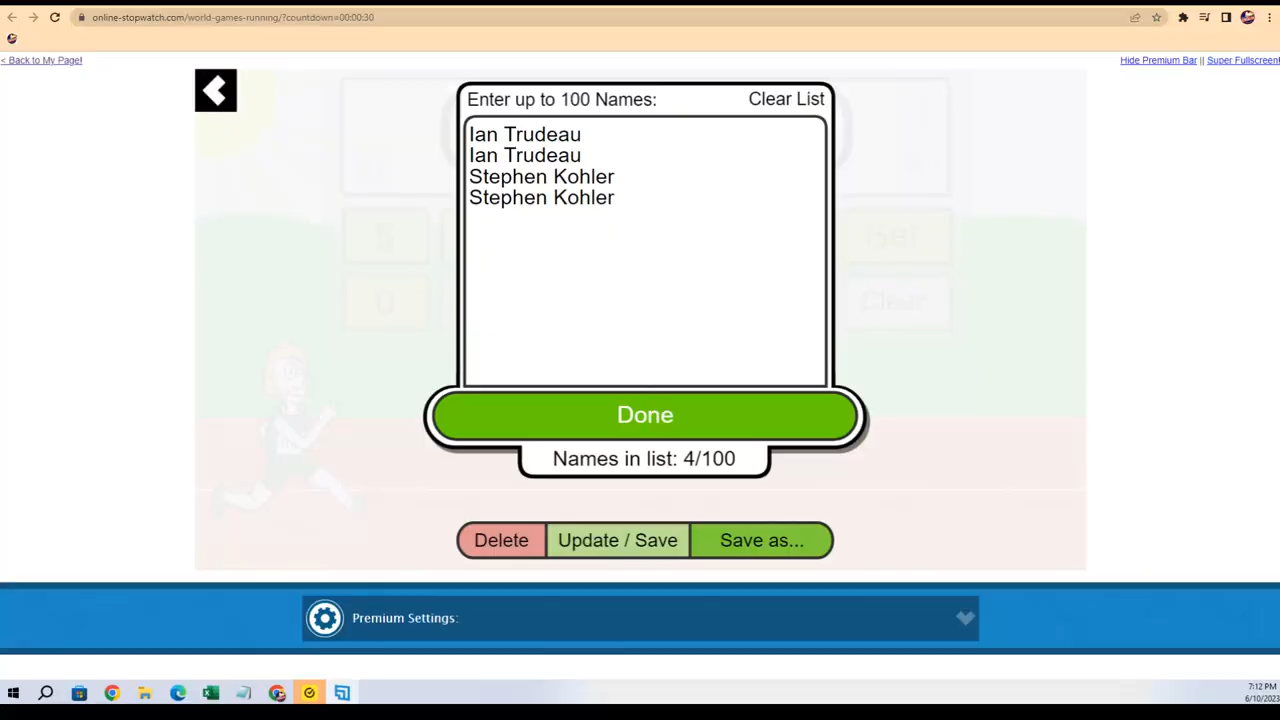 online-stopwatch.com/world-games-running/?countdown=00:00:30
< Back to My Page!
Hide Premium Bar || Super Fullscreen!
Enter up to 100 Names:
Clear List
Ian Trudeau
Ian Trudeau
Stephen Kohler
Stephen Kohler
Clear
Done
Names in list: 4/100
Delete
Update / Save
Save as...
Premium Settings:
7:12 PM
6/10/2023